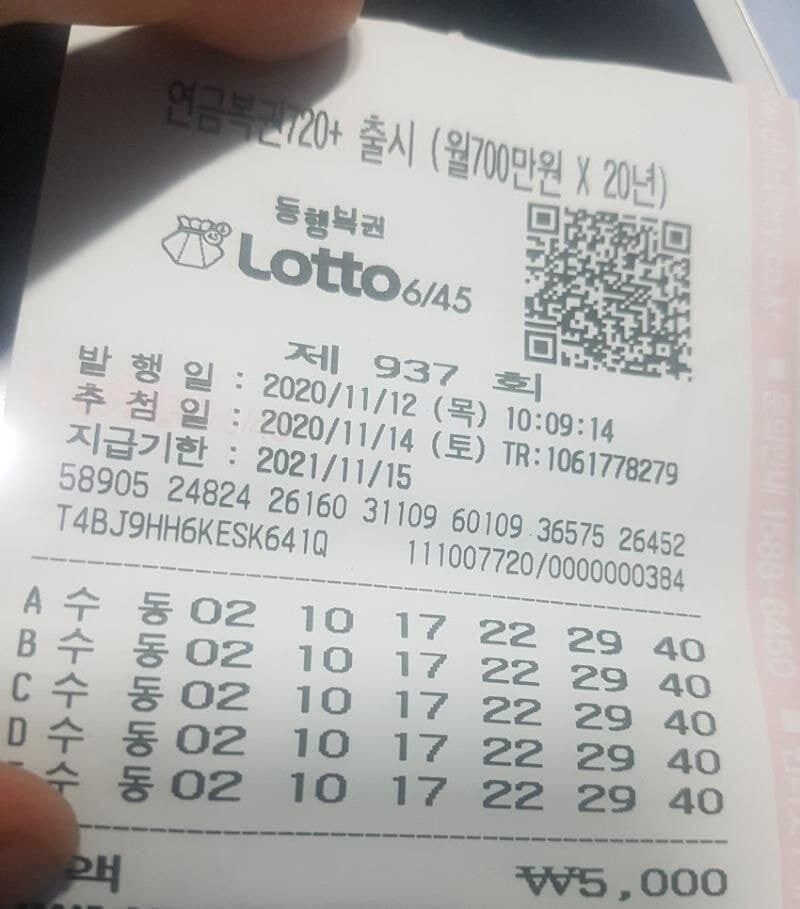 연금복권720+ 출시 (월700만원 X 20년)
동행복권
Lotto 6/45
제 937 회
발 행 일 : 2020/11/12 (목) 10:09:14
추 첨 일 : 2020/11/14 (토) TR:1061778279
지급기한 : 2021/11/15
58905 24824 26160 31109 60109 36575 26452
T4BJ9HH6KESK641Q 111007720/0000000384
A 수 동 02 10 17 22 29 40
B 수 동 02 10 17 22 29 40
C 수 동 02 10 17 22 29 40
D 수 동 02 10 17 22 29 40
수 동 02 10 17 22 29 40
액 ₩5,000